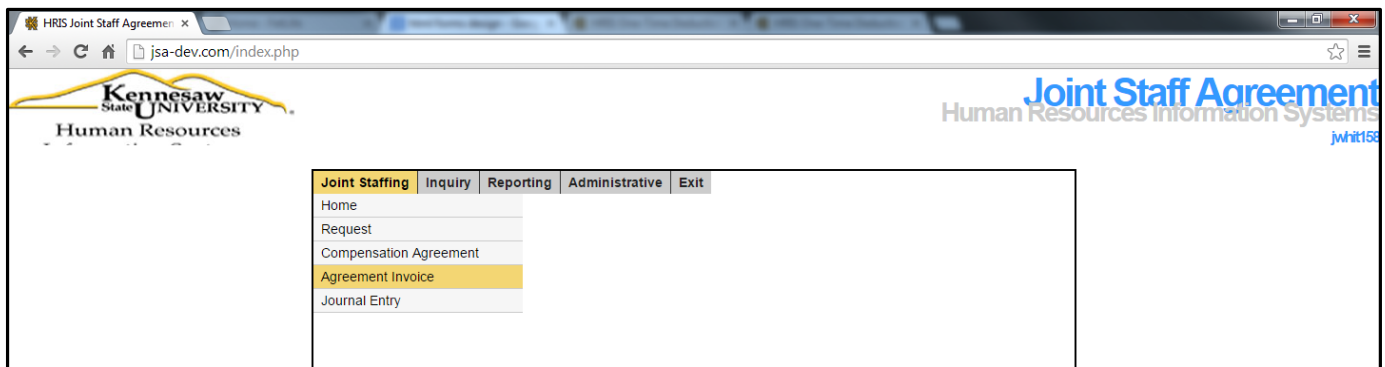 HRIS Joint Staff Agreemen
jsa-dev.com/index.php
Kennesaw
State UNIVERSITY
Human Resources
Joint Staff Agreement
Human Resources Information Systems
jwhit158
Joint Staffing Inquiry Reporting Administrative Exit
Home
Request
Compensation Agreement
Agreement Invoice
Journal Entry